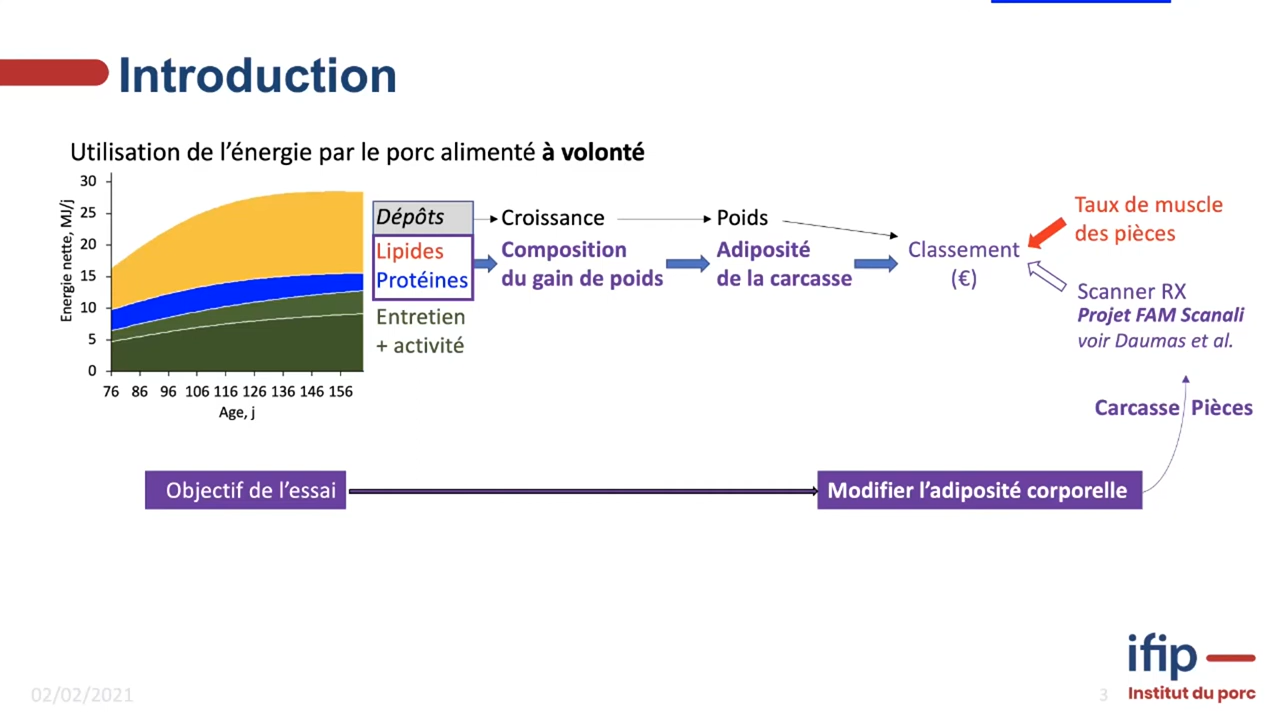 Introduction
Utilisation de l’énergie par le porc alimenté à volonté
Energie nette, MJ/j
30
25
20
15
10
5
0
76 86 96 106 116 126 136 146 156
Age, j
Dépôts
Lipides
Protéines
Entretien
+ activité
Croissance
Composition
du gain de poids
Poids
Adiposité
de la carcasse
Classement
(€)
Taux de muscle
des pièces
Scanner RX
Projet FAM Scanali
voir Daumas et al.
Carcasse Pièces
Objectif de l’essai
Modifier l’adiposité corporelle
02/02/2021
3
ifip
Institut du porc